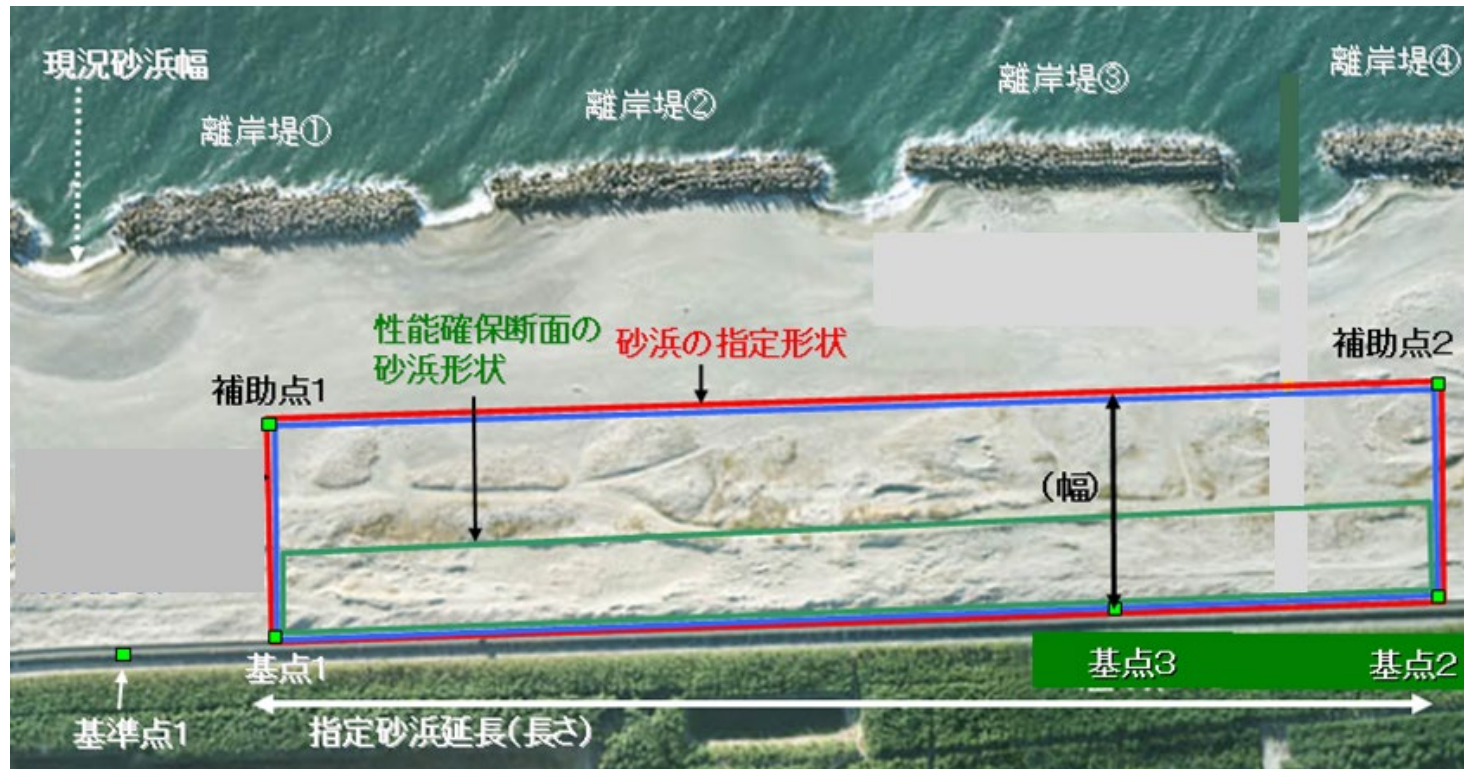 現況砂浜幅
離岸堤①
離岸堤②
離岸堤③
離岸堤④
性能確保断面の
砂浜形状
砂浜の指定形状
補助点1
補助点2
(幅)
基点1
基点3
基点2
基準点1
指定砂浜延長(長さ)